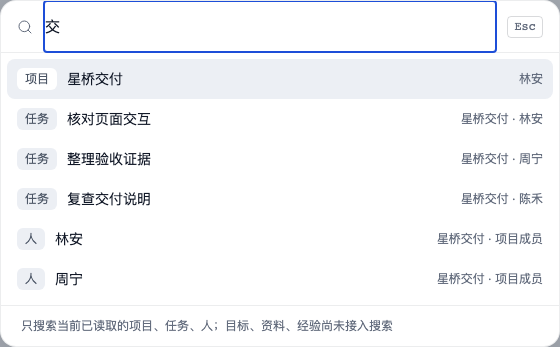 交 Esc
项目 星桥交付 林安
任务 核对页面交互 星桥交付 · 林安
任务 整理验收证据 星桥交付 · 周宁
任务 复查交付说明 星桥交付 · 陈禾
人 林安 星桥交付 · 项目成员
人 周宁 星桥交付 · 项目成员
只搜索当前已读取的项目、任务、人；目标、资料、经验尚未接入搜索